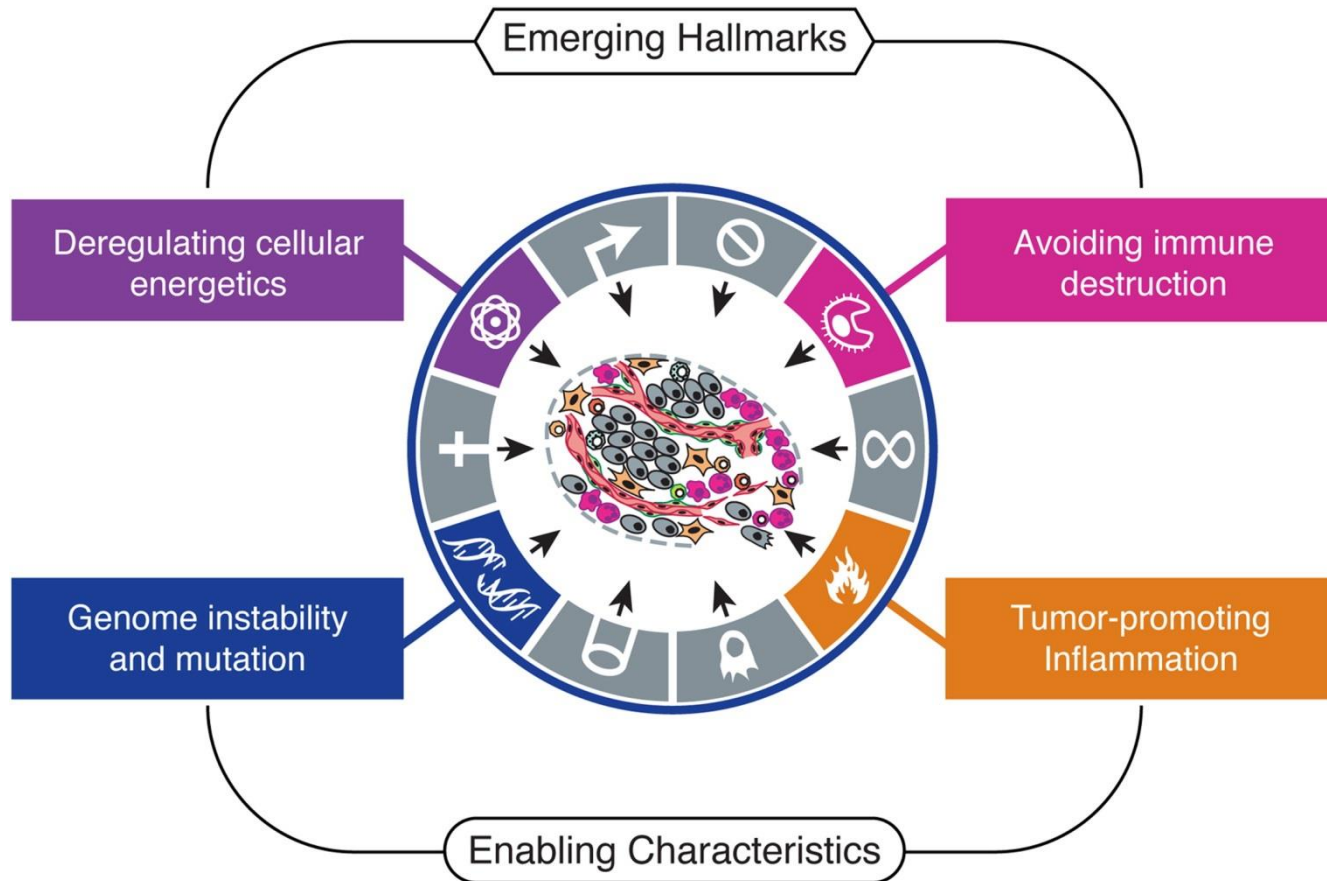 Emerging Hallmarks
Deregulating cellular
energetics
Avoiding immune
destruction
Genome instability
and mutation
Tumor-promoting
Inflammation
Enabling Characteristics